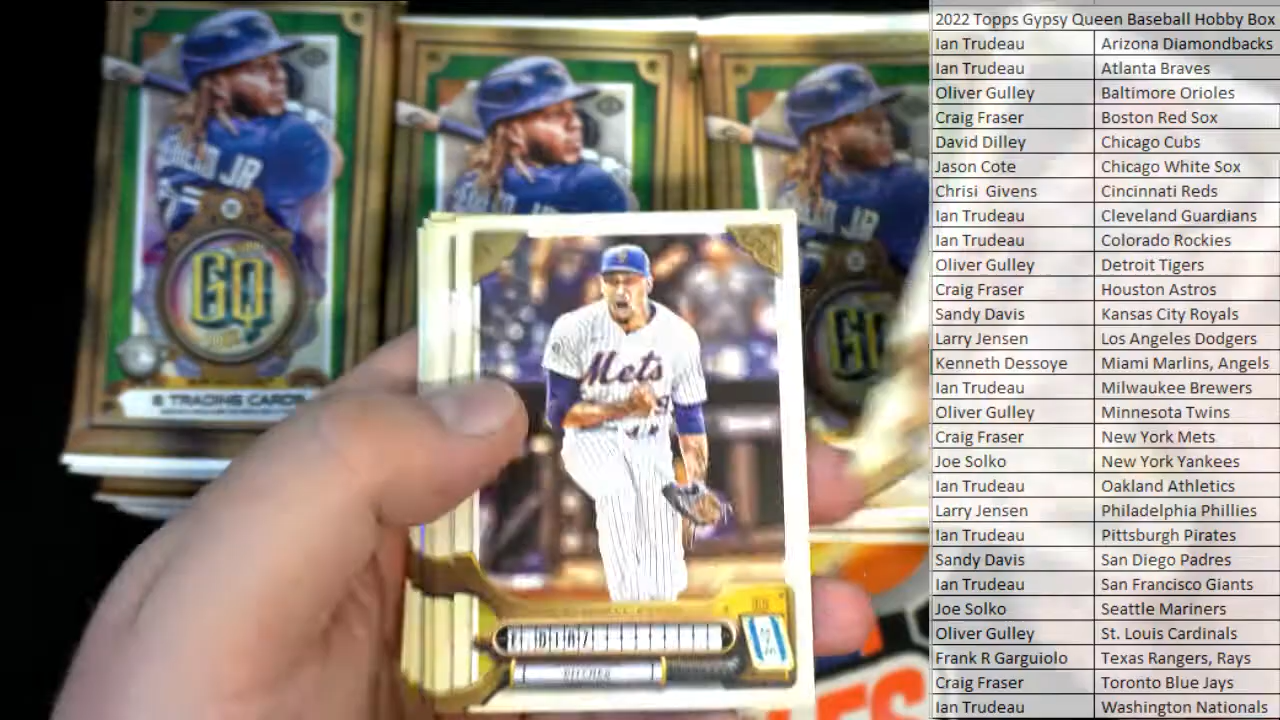 GQ
6 TRADING CARDS
Mets
DIAZ
PITCHER
2022 Topps Gypsy Queen Baseball Hobby Box
Ian Trudeau Arizona Diamondbacks
Ian Trudeau Atlanta Braves
Oliver Gulley Baltimore Orioles
Craig Fraser Boston Red Sox
David Dilley Chicago Cubs
Jason Cote Chicago White Sox
Chrisi Givens Cincinnati Reds
Ian Trudeau Cleveland Guardians
Ian Trudeau Colorado Rockies
Oliver Gulley Detroit Tigers
Craig Fraser Houston Astros
Sandy Davis Kansas City Royals
Larry Jensen Los Angeles Dodgers
Kenneth Dessoye Miami Marlins, Angels
Ian Trudeau Milwaukee Brewers
Oliver Gulley Minnesota Twins
Craig Fraser New York Mets
Joe Solko New York Yankees
Ian Trudeau Oakland Athletics
Larry Jensen Philadelphia Phillies
Ian Trudeau Pittsburgh Pirates
Sandy Davis San Diego Padres
Ian Trudeau San Francisco Giants
Joe Solko Seattle Mariners
Oliver Gulley St. Louis Cardinals
Frank R Garguiolo Texas Rangers, Rays
Craig Fraser Toronto Blue Jays
Ian Trudeau Washington Nationals